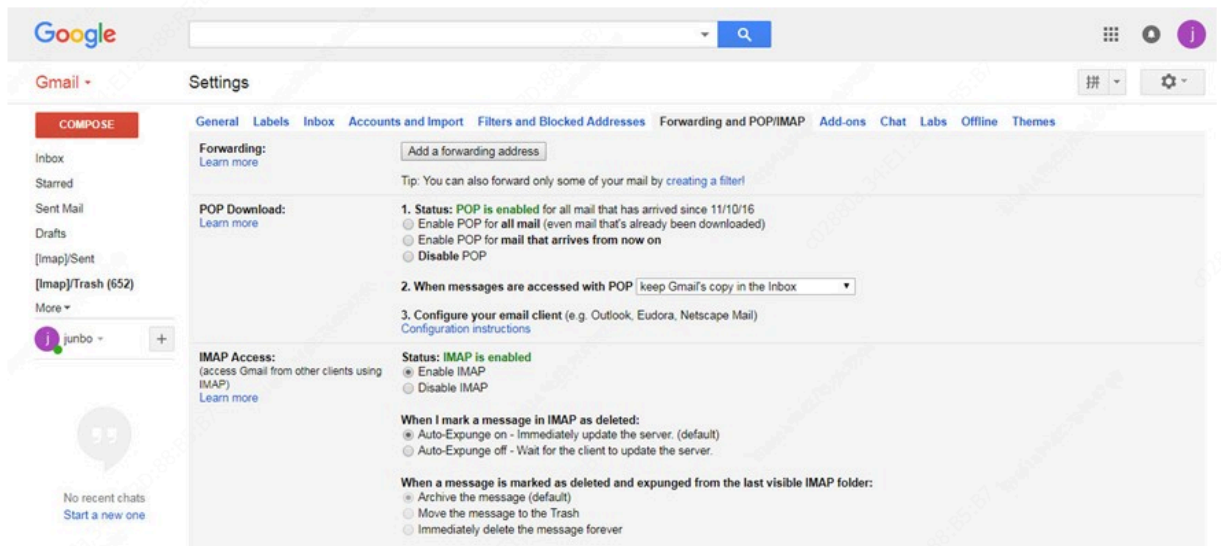 Google
j
Gmail
Settings
拼
COMPOSE
General Labels Inbox Accounts and Import Filters and Blocked Addresses Forwarding and POP/IMAP Add-ons Chat Labs Offline Themes
Inbox
Starred
Sent Mail
Drafts
[Imap]/Sent
[Imap]/Trash (652)
More
j junbo +
No recent chats
Start a new one
Forwarding:
Learn more
Add a forwarding address
Tip: You can also forward only some of your mail by creating a filter!
POP Download:
Learn more
1. Status: POP is enabled for all mail that has arrived since 11/10/16
Enable POP for all mail (even mail that's already been downloaded)
Enable POP for mail that arrives from now on
Disable POP
2. When messages are accessed with POP keep Gmail's copy in the Inbox
3. Configure your email client (e.g. Outlook, Eudora, Netscape Mail)
Configuration instructions
IMAP Access:
(access Gmail from other clients using
IMAP)
Learn more
Status: IMAP is enabled
Enable IMAP
Disable IMAP
When I mark a message in IMAP as deleted:
Auto-Expunge on - Immediately update the server. (default)
Auto-Expunge off - Wait for the client to update the server.
When a message is marked as deleted and expunged from the last visible IMAP folder:
Archive the message (default)
Move the message to the Trash
Immediately delete the message forever